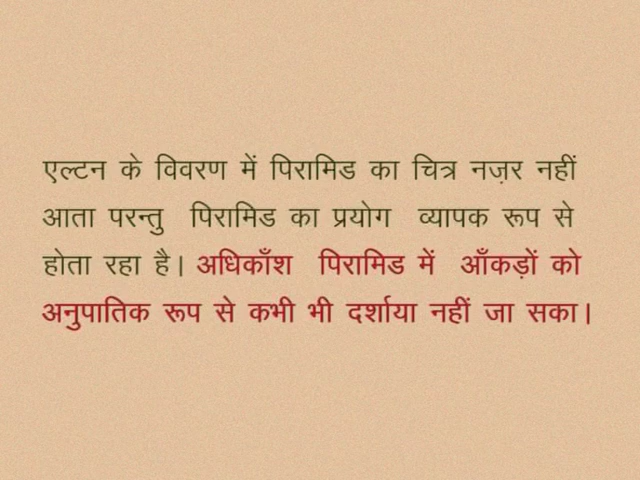 एल्टन के विवरण में पिरामिड का चित्र नज़र नहीं
आता परन्तु पिरामिड का प्रयोग व्यापक रूप से
होता रहा है। अधिकाँश पिरामिड में आँकड़ों को
अनुपातिक रूप से कभी भी दर्शाया नहीं जा सका।